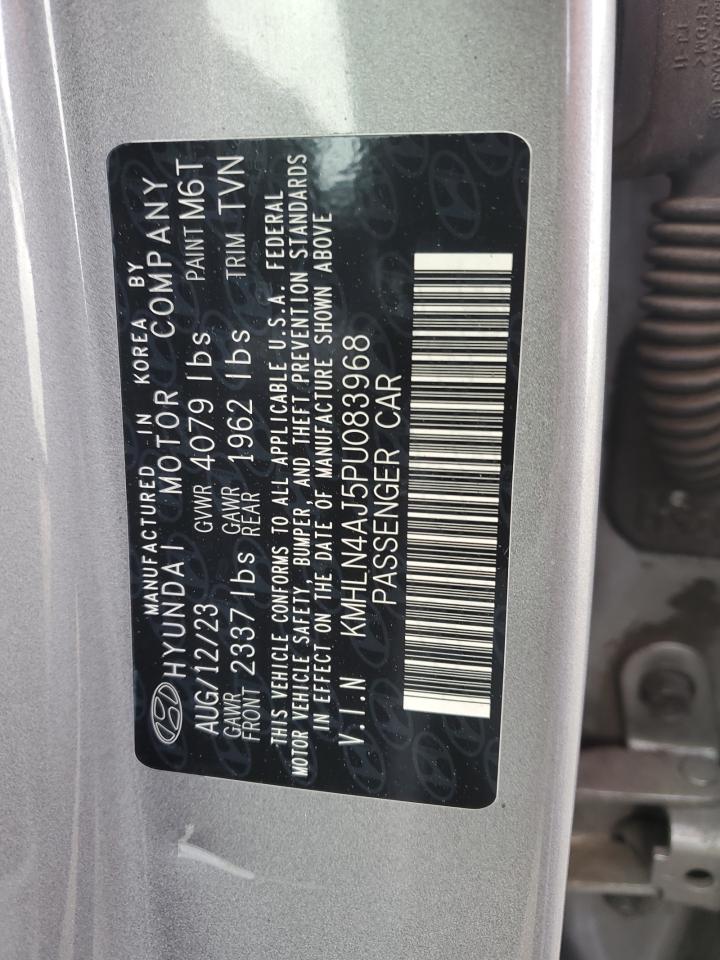 MANUFACTURED IN KOREA BY
HYUNDAI MOTOR COMPANY
AUG/12/23 GVWR 4079 lbs PAINT M6T
GAWR FRONT 2337 lbs GAWR REAR 1962 lbs TRIM TVN
THIS VEHICLE CONFORMS TO ALL APPLICABLE U.S.A. FEDERAL
MOTOR VEHICLE SAFETY, BUMPER, AND THEFT PREVENTION STANDARDS
IN EFFECT ON THE DATE OF MANUFACTURE SHOWN ABOVE
V.I.N KMHLN4AJ5PU083968
PASSENGER CAR